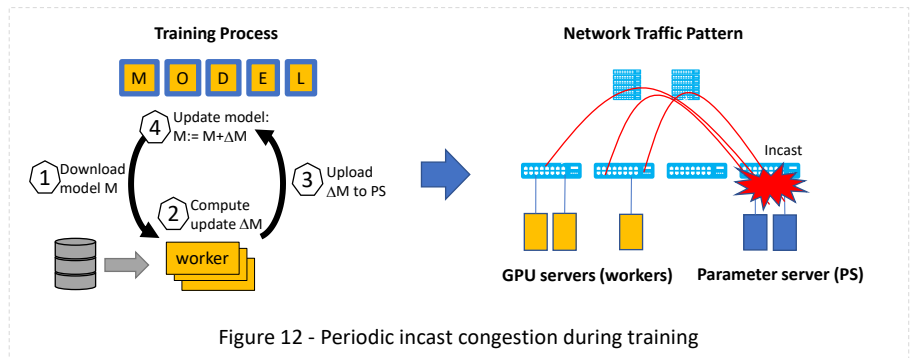 Training Process
M O D E L
4
Update model:
M:= M+ΔM
1
Download
model M
3
Upload
ΔM to PS
2
Compute
update ΔM
worker
Network Traffic Pattern
Incast
GPU servers (workers)
Parameter server (PS)
Figure 12 - Periodic incast congestion during training